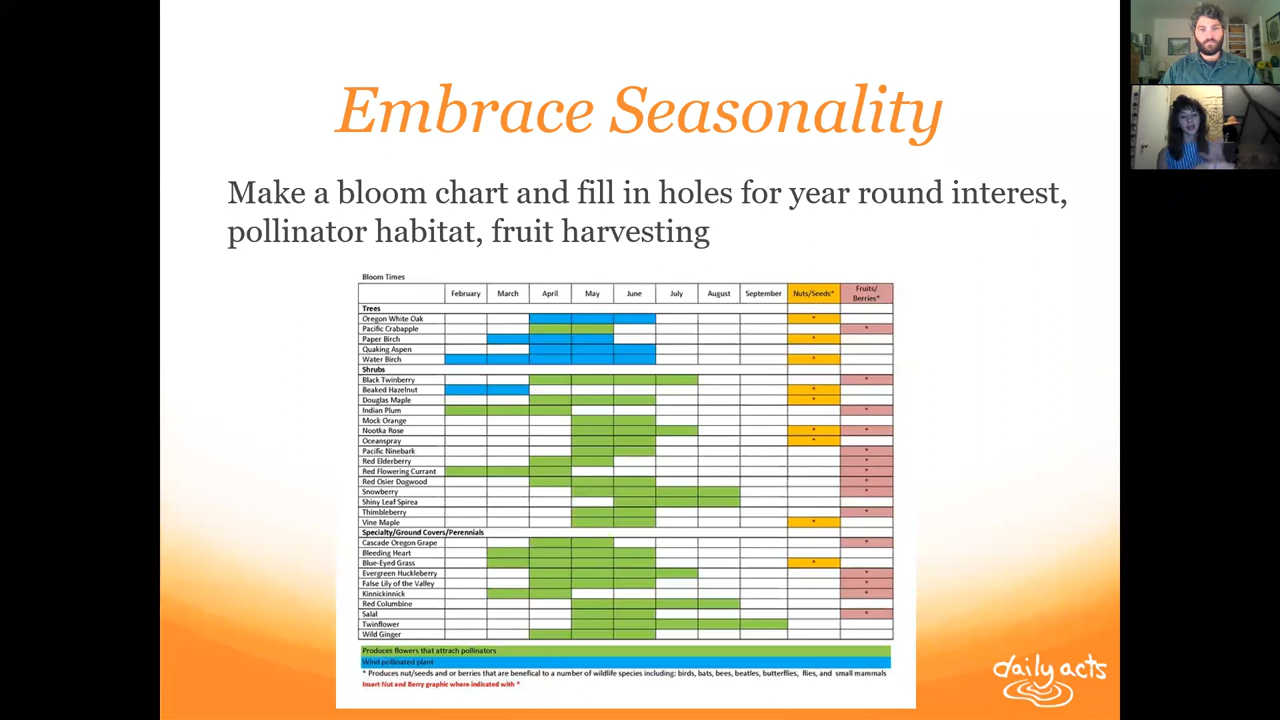 Embrace Seasonality
Make a bloom chart and fill in holes for year round interest,
pollinator habitat, fruit harvesting
Bloom Times
February March April May June July August September Nuts/Seeds* Fruits/
Berries*
Trees
Oregon White Oak *
Pacific Crabapple *
Paper Birch *
Quaking Aspen
Water Birch *
Shrubs
Black Twinberry *
Beaked Hazelnut *
Douglas Maple *
Indian Plum *
Mock Orange
Nootka Rose * *
Oceanspray *
Pacific Ninebark *
Red Elderberry *
Red Flowering Currant *
Red Osier Dogwood *
Snowberry *
Shiny Leaf Spirea
Thimbleberry *
Vine Maple *
Specialty/Ground Covers/Perennials
Cascade Oregon Grape *
Bleeding Heart
Blue-Eyed Grass *
Evergreen Huckleberry *
False Lily of the Valley *
Kinnickinnick *
Red Columbine
Salal *
Twinflower
Wild Ginger
Produces flowers that attrach pollinators
Wind pollinated plant
* Produces nut/seeds and or berries that are benefical to a number of wildlife species including: birds, bats, bees, beatles, butterflies, flies, and small mammals
Insert Nut and Berry graphic where indicated with *
daily acts